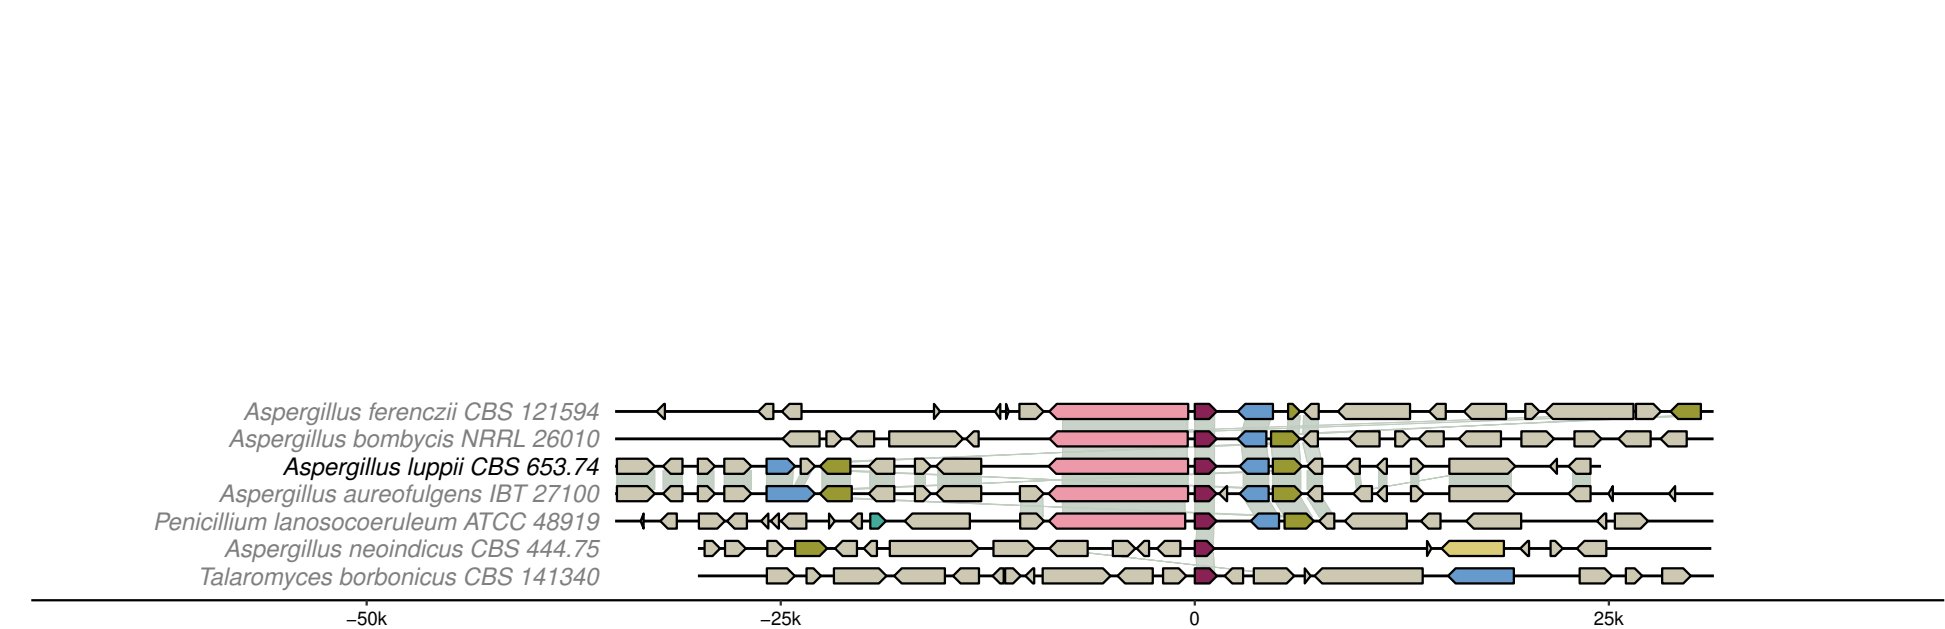 Aspergillus ferenczii CBS 121594
Aspergillus bombycis NRRL 26010
Aspergillus luppii CBS 653.74
Aspergillus aureofulgens IBT 27100
Penicillium lanosocoeruleum ATCC 48919
Aspergillus neoindicus CBS 444.75
Talaromyces borbonicus CBS 141340
−50k −25k 0 25k